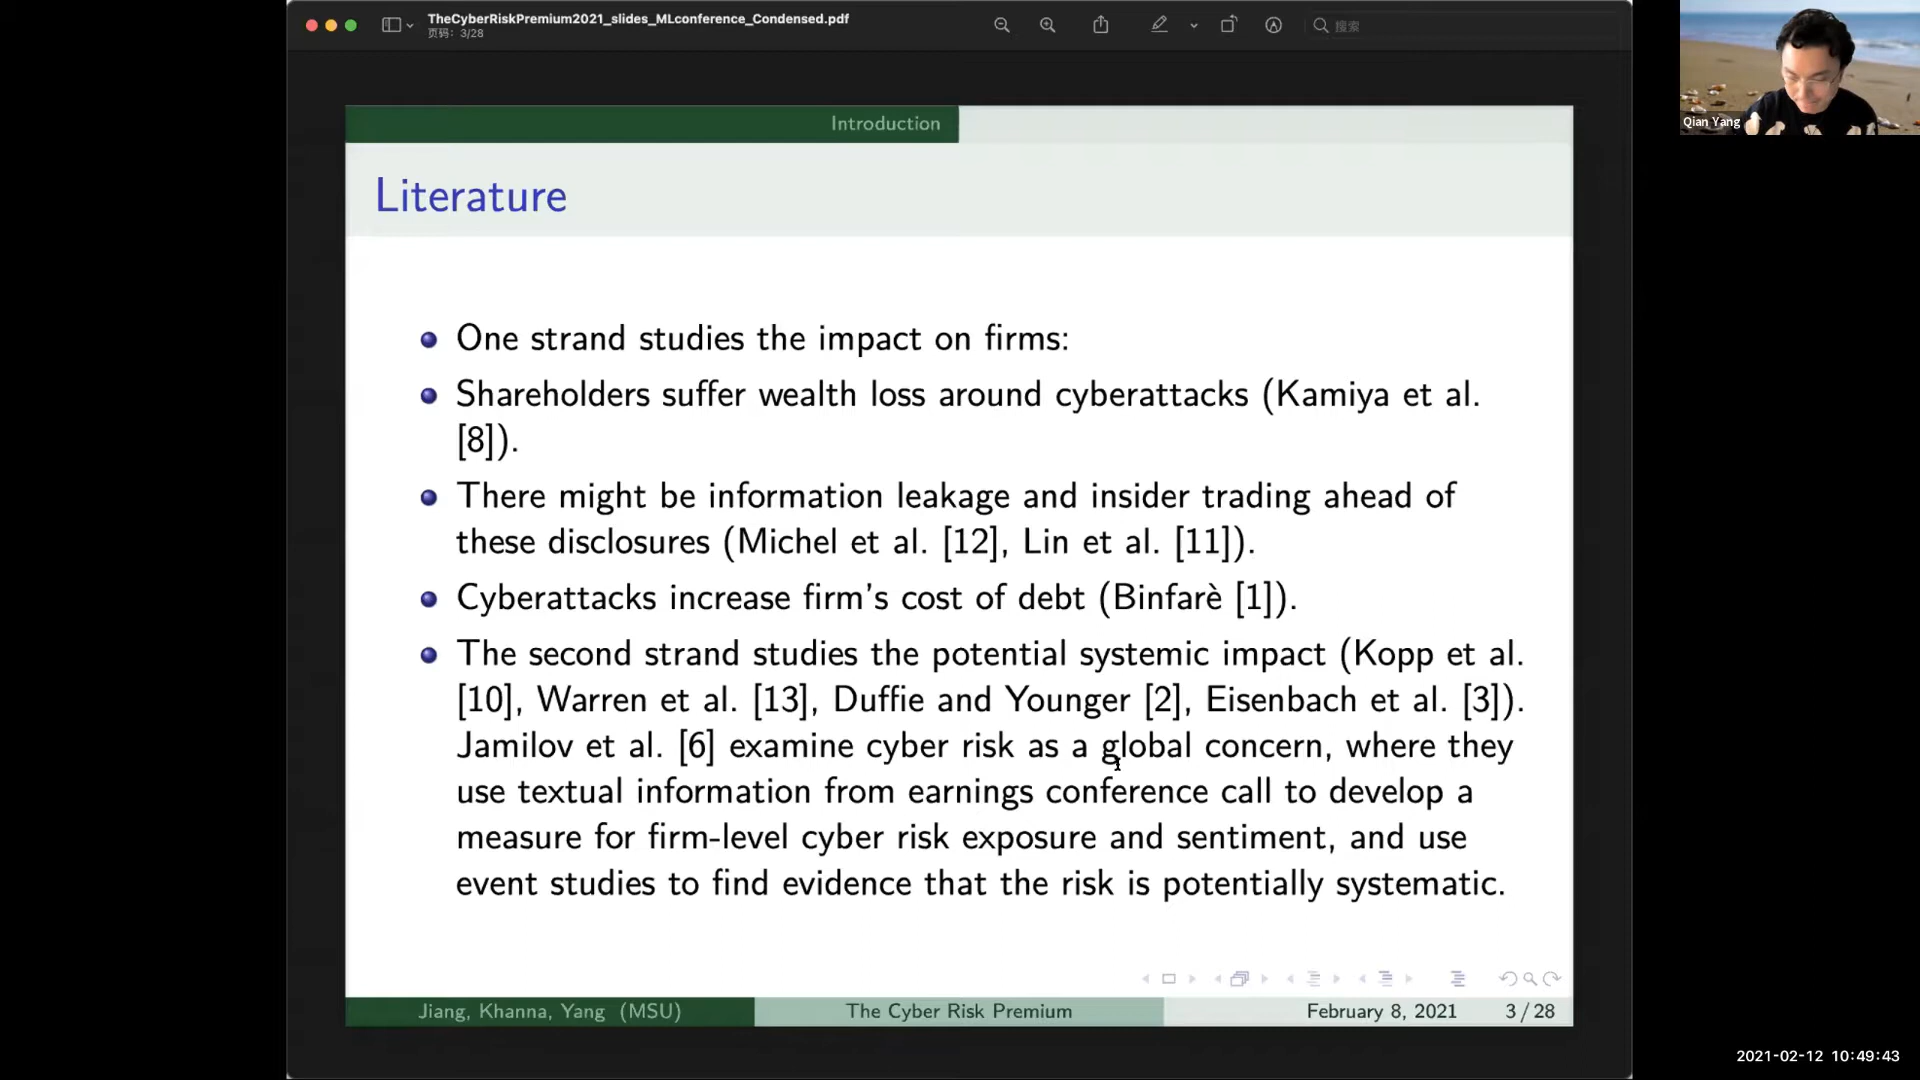 TheCyberRiskPremium2021_slides_MLconference_Condensed.pdf
页码: 3/28
搜索
Qian Yang
Introduction
Literature
One strand studies the impact on firms:
Shareholders suffer wealth loss around cyberattacks (Kamiya et al.
[8]).
There might be information leakage and insider trading ahead of
these disclosures (Michel et al. [12], Lin et al. [11]).
Cyberattacks increase firm's cost of debt (Binfarè [1]).
The second strand studies the potential systemic impact (Kopp et al.
[10], Warren et al. [13], Duffie and Younger [2], Eisenbach et al. [3]).
Jamilov et al. [6] examine cyber risk as a global concern, where they
use textual information from earnings conference call to develop a
measure for firm-level cyber risk exposure and sentiment, and use
event studies to find evidence that the risk is potentially systematic.
Jiang, Khanna, Yang (MSU)
The Cyber Risk Premium
February 8, 2021
3 / 28
2021-02-12 10:49:43